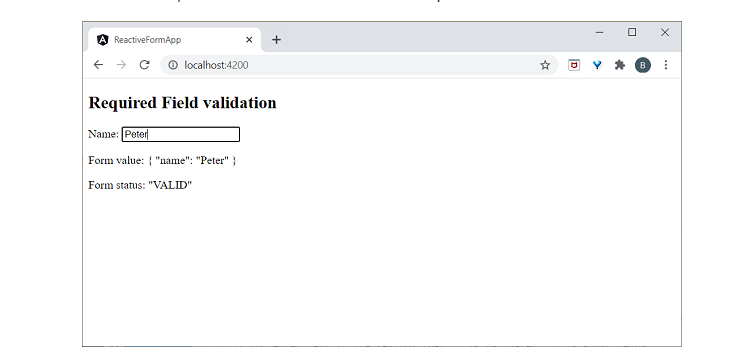 ReactiveFormApp
localhost:4200
B
Required Field validation
Name: Peter
Form value: { "name": "Peter" }
Form status: "VALID"